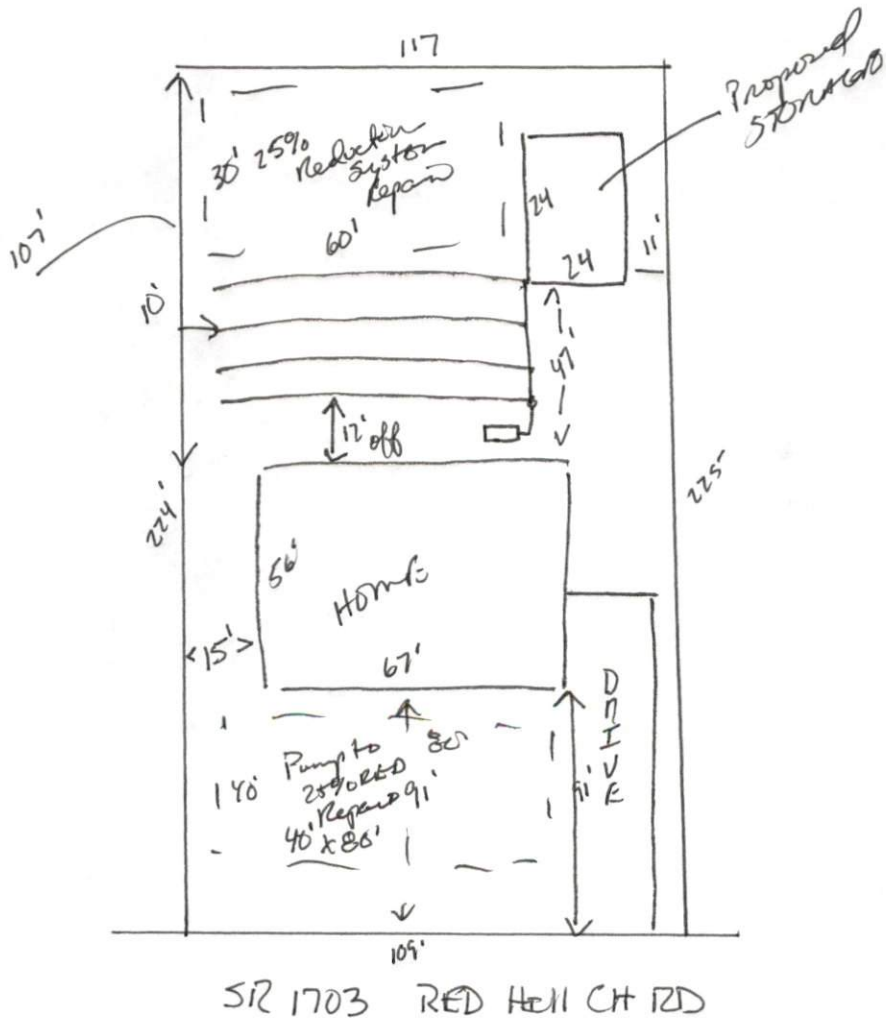 117
Proposed
STORAGE
30' 25%
Reduction
System
Repair
60'
24
24
11'
107'
10'
47'
12' off
224'
225'
56'
HOME
15'
67'
DRIVE
40'
Pump to
25% RED
Repair
91'
80'
40' x 80'
91'
109'
SR 1703 RED Hill CH RD